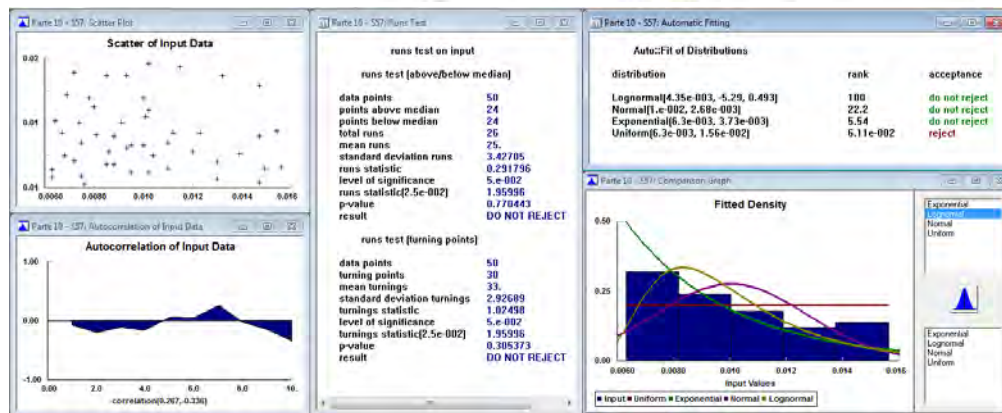 Parte 10 - S57: Scatter Plot
Scatter of Input Data
0.02
0.01
0.01
0.0060 0.0080 0.010 0.012 0.014 0.016
Parte 10 - S57: Autocorrelation of Input Data
Autocorrelation of Input Data
1.00
0.00
-1.00
0.00 2.0 4.0 6.0 8.0 10.
correlation(0.267,-0.336)
Parte 10 - S57: Runs Test
runs test on input
runs test (above/below median)
data points 50
points above median 24
points below median 24
total runs 26
mean runs 25.
standard deviation runs 3.42705
runs statistic 0.291796
level of significance 5.e-002
runs statistic(2.5e-002) 1.95996
p-value 0.770443
result DO NOT REJECT
runs test (turning points)
data points 50
turning points 30
mean turnings 33.
standard deviation turnings 2.92689
turnings statistic 1.02498
level of significance 5.e-002
turnings statistic(2.5e-002) 1.95996
p-value 0.305373
result DO NOT REJECT
Parte 10 - S57: Automatic Fitting
Auto::Fit of Distributions
distribution rank acceptance
Lognormal(4.35e-003, -5.29, 0.493) 100 do not reject
Normal(1.e-002, 2.68e-003) 22.2 do not reject
Exponential(6.3e-003, 3.73e-003) 5.54 do not reject
Uniform(6.3e-003, 1.56e-002) 6.11e-002 reject
Parte 10 - S57: Comparison Graph
Fitted Density
0.50
0.25
0.00
0.0060 0.0080 0.010 0.012 0.014 0.016
Input Values
Input Uniform Exponential Normal Lognormal
Exponential
Lognormal
Normal
Uniform
Exponential
Lognormal
Normal
Uniform